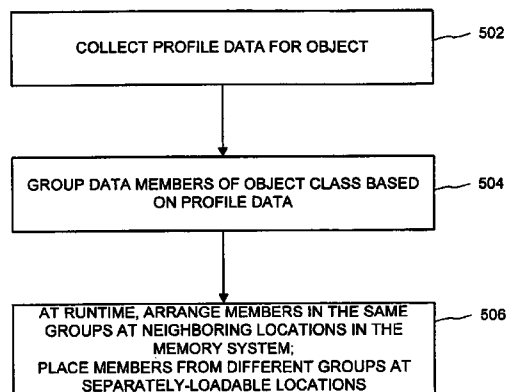 COLLECT PROFILE DATA FOR OBJECT
502
GROUP DATA MEMBERS OF OBJECT CLASS BASED
ON PROFILE DATA
504
AT RUNTIME, ARRANGE MEMBERS IN THE SAME
GROUPS AT NEIGHBORING LOCATIONS IN THE
MEMORY SYSTEM;
PLACE MEMBERS FROM DIFFERENT GROUPS AT
SEPARATELY-LOADABLE LOCATIONS
506